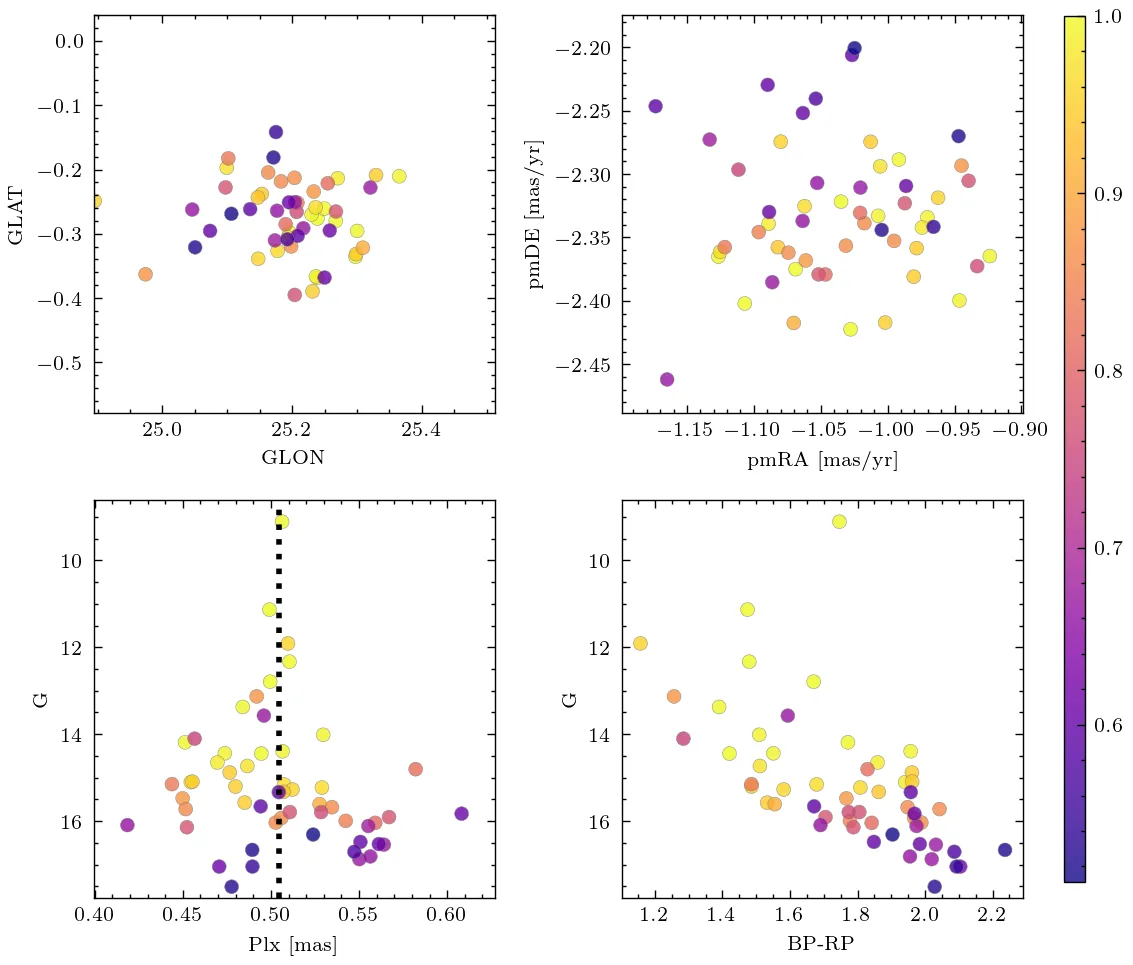 0.0
−0.1
−0.2
−0.3
−0.4
−0.5
GLAT
25.0 25.2 25.4
GLON
−2.20
−2.25
−2.30
−2.35
−2.40
−2.45
pmDE [mas/yr]
−1.15 −1.10 −1.05 −1.00 −0.95 −0.90
pmRA [mas/yr]
1.0
0.9
0.8
0.7
0.6
10
12
14
16
G
0.40 0.45 0.50 0.55 0.60
Plx [mas]
10
12
14
16
G
1.2 1.4 1.6 1.8 2.0 2.2
BP-RP